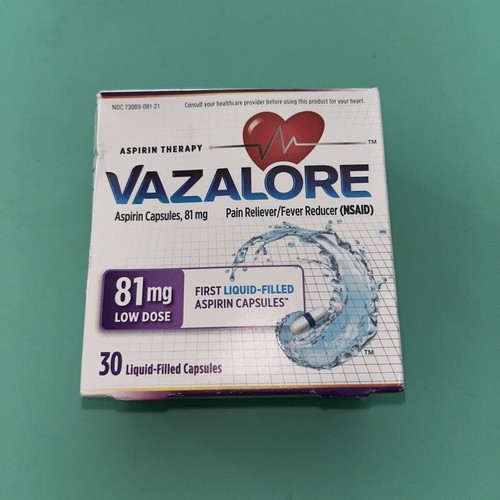 NDC 73089-081-21
Consult your healthcare provider before using this product for your heart.
ASPIRIN THERAPY
TM
VAZALORE
Aspirin Capsules, 81 mg
Pain Reliever/Fever Reducer (NSAID)
81mg
LOW DOSE
FIRST LIQUID-FILLED
ASPIRIN CAPSULES™
TM
30 Liquid-Filled Capsules